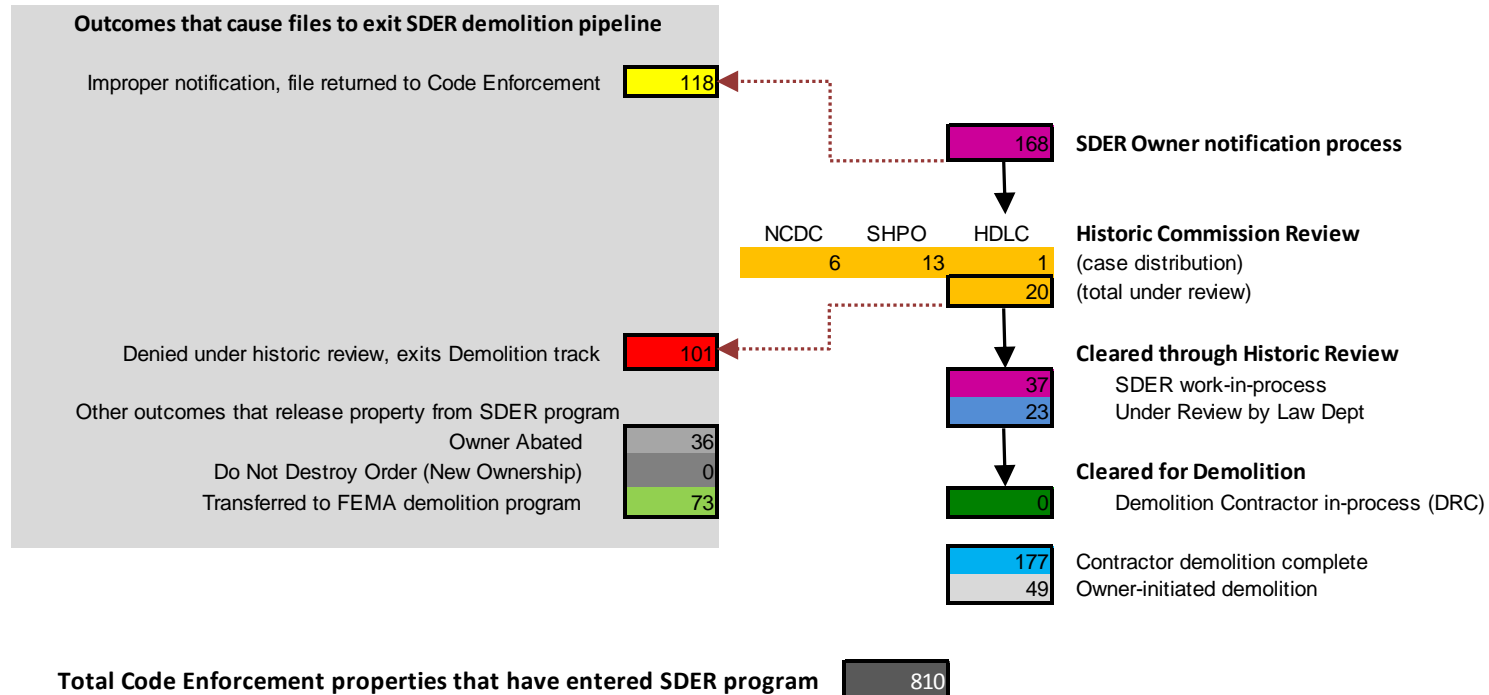 Outcomes that cause files to exit SDER demolition pipeline
Improper notification, file returned to Code Enforcement 118
168 SDER Owner notification process
NCDC SHPO HDLC Historic Commission Review
6 13 1 (case distribution)
20 (total under review)
Denied under historic review, exits Demolition track 101
Cleared through Historic Review
37 SDER work-in-process
Other outcomes that release property from SDER program
23 Under Review by Law Dept
Owner Abated 36
Do Not Destroy Order (New Ownership) 0
Cleared for Demolition
Transferred to FEMA demolition program 73
0 Demolition Contractor in-process (DRC)
177 Contractor demolition complete
49 Owner-initiated demolition
Total Code Enforcement properties that have entered SDER program 810